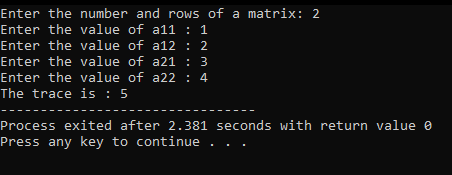 Enter the number and rows of a matrix: 2
Enter the value of a11 : 1
Enter the value of a12 : 2
Enter the value of a21 : 3
Enter the value of a22 : 4
The trace is : 5
--------------------------------
Process exited after 2.381 seconds with return value 0
Press any key to continue . . .